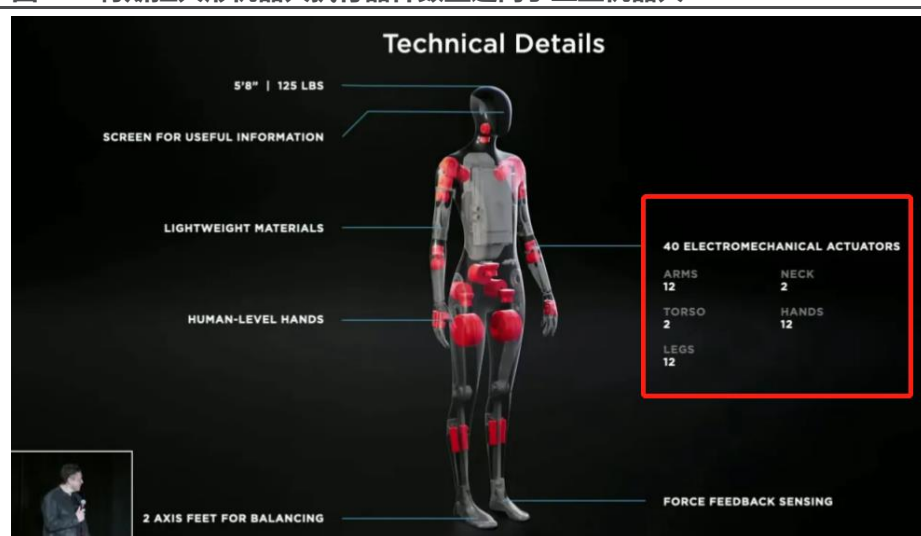 Technical Details
5'8" | 125 LBS
SCREEN FOR USEFUL INFORMATION
LIGHTWEIGHT MATERIALS
HUMAN-LEVEL HANDS
2 AXIS FEET FOR BALANCING
40 ELECTROMECHANICAL ACTUATORS
ARMS NECK
12 2
TORSO HANDS
2 12
LEGS
12
FORCE FEEDBACK SENSING